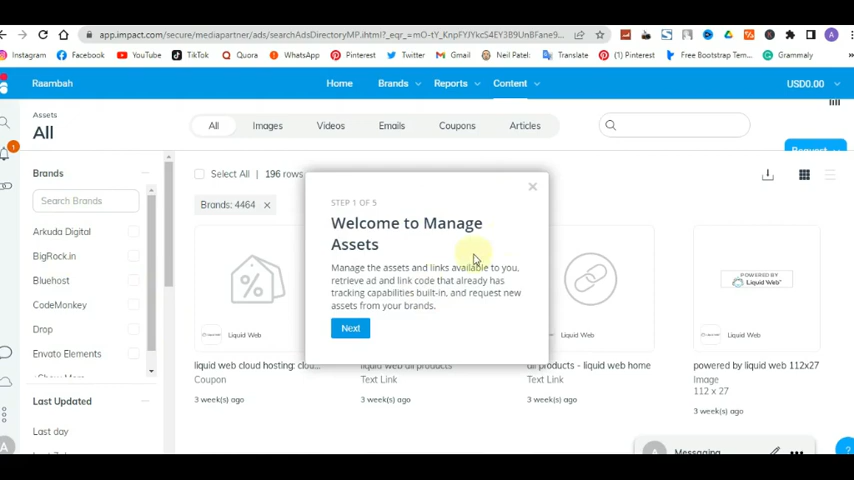 app.impact.com/secure/mediapartner/ads/searchAdsDirectoryMP.ihtml?_eqr_=mO-tY_KnpFYJYkcS4EY3B9UnBFane9...
A
Instagram Facebook YouTube TikTok Quora WhatsApp Pinterest Twitter Gmail Neil Patel: Translate (1) Pinterest Free Bootstrap Tem... Grammarly
Raambah Home Brands Reports Content USD0.00
Assets
All
All Images Videos Emails Coupons Articles
1
Request
Brands
Search Brands
Arkuda Digital
BigRock.in
Bluehost
CodeMonkey
Drop
Envato Elements
Last Updated
Last day
Select All 196 rows
Brands: 4464
STEP 1 OF 5
Welcome to Manage
Assets
Manage the assets and links available to you,
retrieve ad and link code that already has
tracking capabilities built-in, and request new
assets from your brands.
Next
POWERED BY
Liquid Web
Liquid Web
Liquid Web
Liquid Web
liquid web cloud hosting: clou...
Coupon
3 week(s) ago
liquid web all products
Text Link
3 week(s) ago
all products - liquid web home
Text Link
3 week(s) ago
powered by liquid web 112x27
Image
112 x 27
3 week(s) ago
A Messaging
A
?